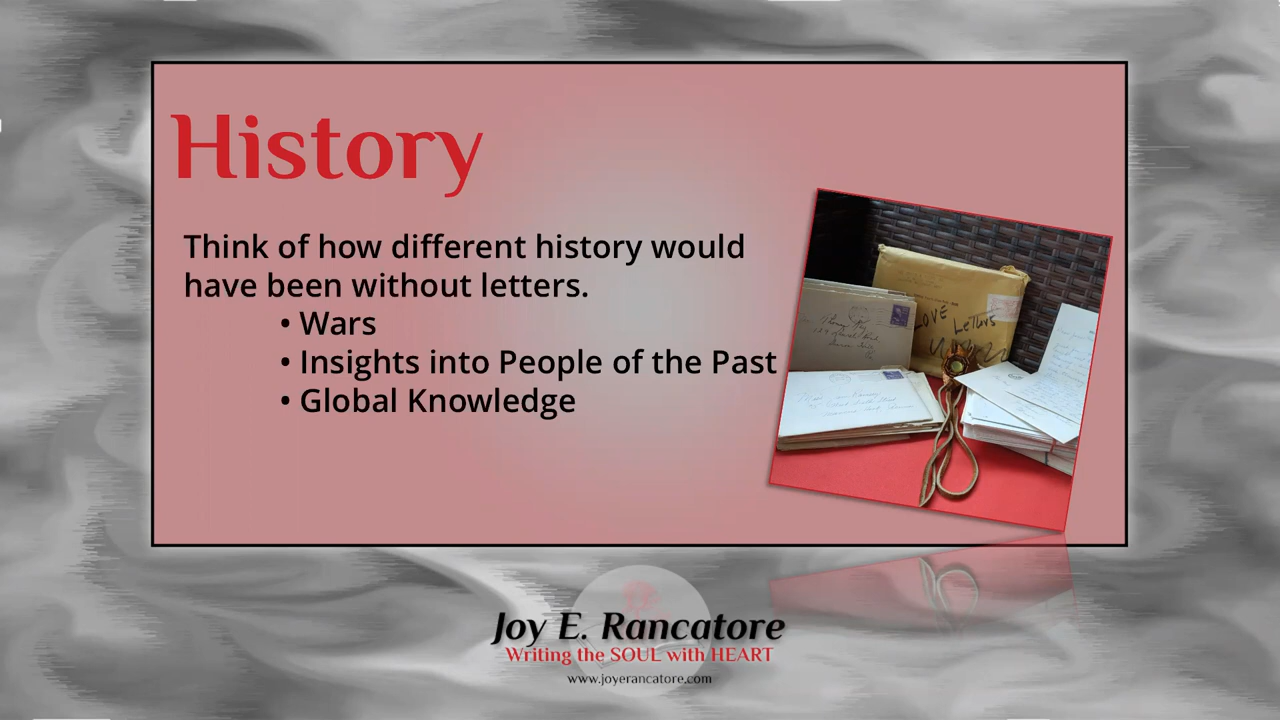 History
Think of how different history would
have been without letters.
• Wars
• Insights into People of the Past
• Global Knowledge
LOVE
LeTTers
Joy E. Rancatore
Writing the SOUL with HEART
www.joyerancatore.com